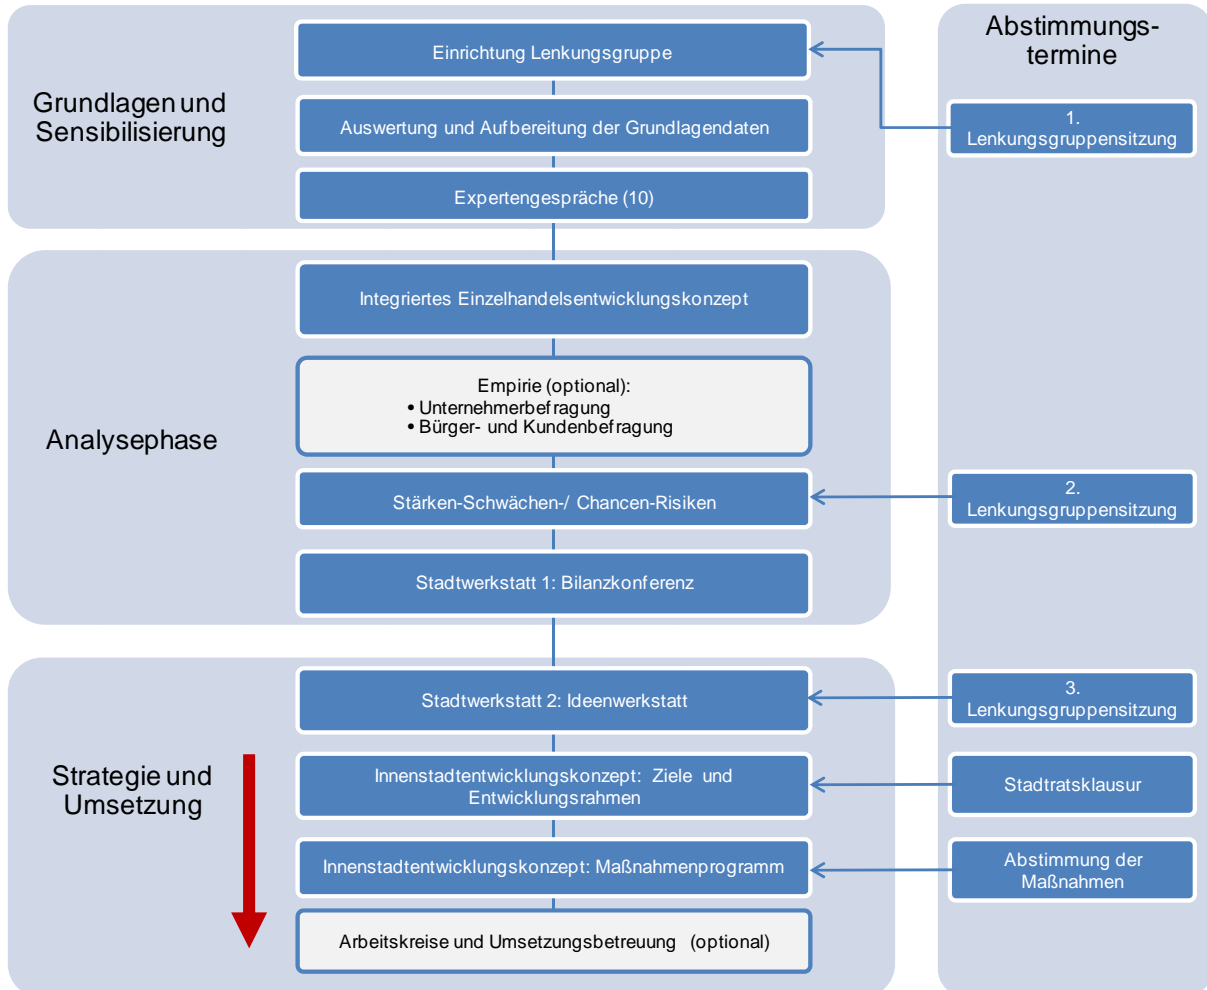 Grundlagen und
Sensibilisierung
Einrichtung Lenkungsgruppe
Auswertung und Aufbereitung der Grundlagendaten
Expertengespräche (10)
Analysephase
Integriertes Einzelhandelsentwicklungskonzept
Empirie (optional):
• Unternehmerbefragung
• Bürger- und Kundenbefragung
Stärken-Schwächen-/ Chancen-Risiken
Stadtwerkstatt 1: Bilanzkonferenz
Strategie und
Umsetzung
Stadtwerkstatt 2: Ideenwerkstatt
Innenstadtentwicklungskonzept: Ziele und
Entwicklungsrahmen
Innenstadtentwicklungskonzept: Maßnahmenprogramm
Arbeitskreise und Umsetzungsbetreuung (optional)
Abstimmungs-
termine
1.
Lenkungsgruppensitzung
2.
Lenkungsgruppensitzung
3.
Lenkungsgruppensitzung
Stadtratsklausur
Abstimmung der
Maßnahmen